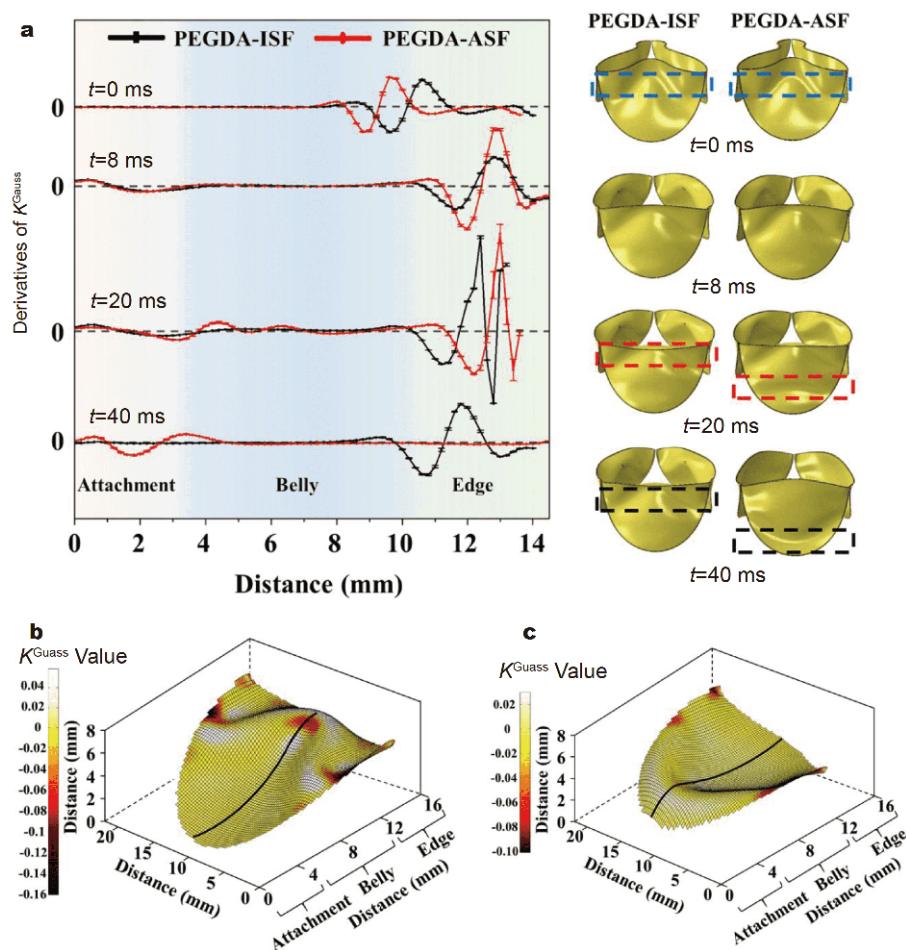 a
PEGDA-ISF
PEGDA-ASF
Derivatives of K^Gauss
t=0 ms
0
t=8 ms
0
t=20 ms
0
t=40 ms
0
Attachment
Belly
Edge
0 2 4 6 8 10 12 14
Distance (mm)
PEGDA-ISF PEGDA-ASF
t=0 ms
t=8 ms
t=20 ms
t=40 ms
b
K^Guass Value
0.04
0.02
0
-0.02
-0.04
-0.06
-0.08
-0.1
-0.12
-0.14
-0.16
Distance (mm)
8
6
4
2
0
20
15
10
5
0
Distance (mm)
0
4
8
12
16
Attachment
Belly
Edge
Distance (mm)
c
K^Guass Value
0.02
0
-0.02
-0.04
-0.06
-0.08
-0.10
Distance (mm)
8
6
4
2
0
20
15
10
5
0
Distance (mm)
0
4
8
12
16
Attachment
Belly
Edge
Distance (mm)